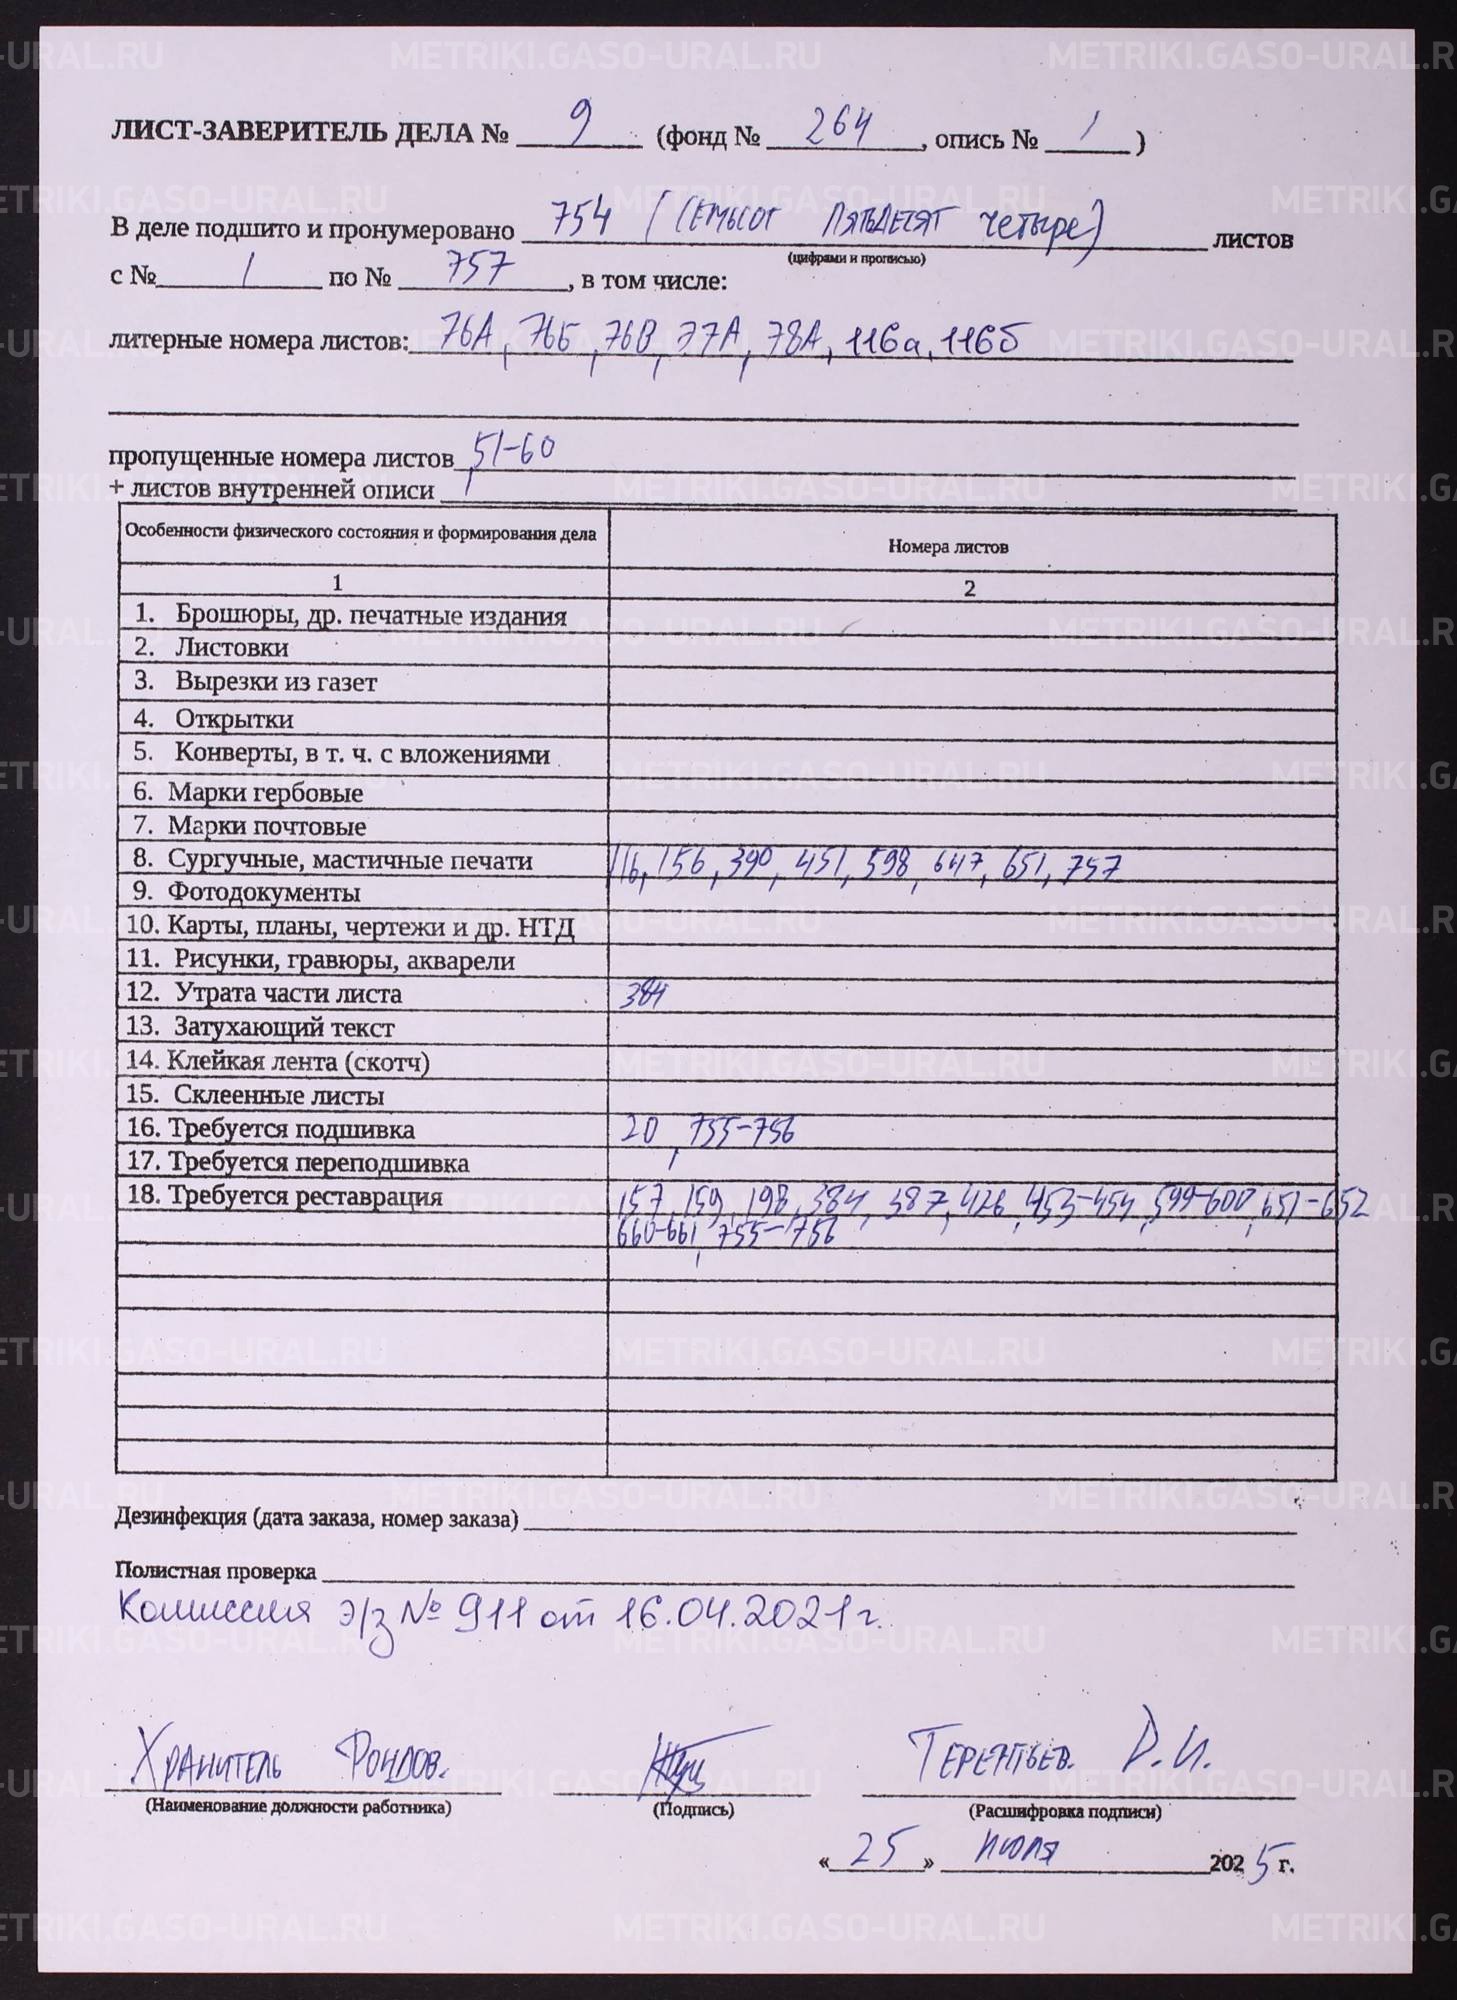 ЛИСТ-ЗАВЕРИТЕЛЬ ДЕЛА № 9 (фонд № 264, опись № 1)
В деле подшито и пронумеровано 754 (Семьсот пятьдесят четыре) листов
(цифрами и прописью)
с № 1 по № 757, в том числе:
литерные номера листов: 76А, 76Б, 76В, 77А, 78А, 116а, 116б
пропущенные номера листов 51-60
+ листов внутренней описи 1
Особенности физического состояния и формирования дела Номера листов
1 2
1. Брошюры, др. печатные издания
2. Листовки
3. Вырезки из газет
4. Открытки
5. Конверты, в т. ч. с вложениями
6. Марки гербовые
7. Марки почтовые
8. Сургучные, мастичные печати 116, 156, 390, 451, 598, 647, 651, 757
9. Фотодокументы
10. Карты, планы, чертежи и др. НТД
11. Рисунки, гравюры, акварели
12. Утрата части листа 384
13. Затухающий текст
14. Клейкая лента (скотч)
15. Склеенные листы
16. Требуется подшивка 20, 755-756
17. Требуется переподшивка
18. Требуется реставрация 157, 159, 198, 384, 387, 426, 453-454, 599-600, 651-652
660-661, 755-756
Дезинфекция (дата заказа, номер заказа)
Полистная проверка
Комиссия э/з № 911 от 16.04.2021г.
Хранитель Фондов. Терентьев. Д.И.
(Наименование должности работника) (Подпись) (Расшифровка подписи)
«25» июля 2025 г.
METRIKI.GASO-URAL.RU